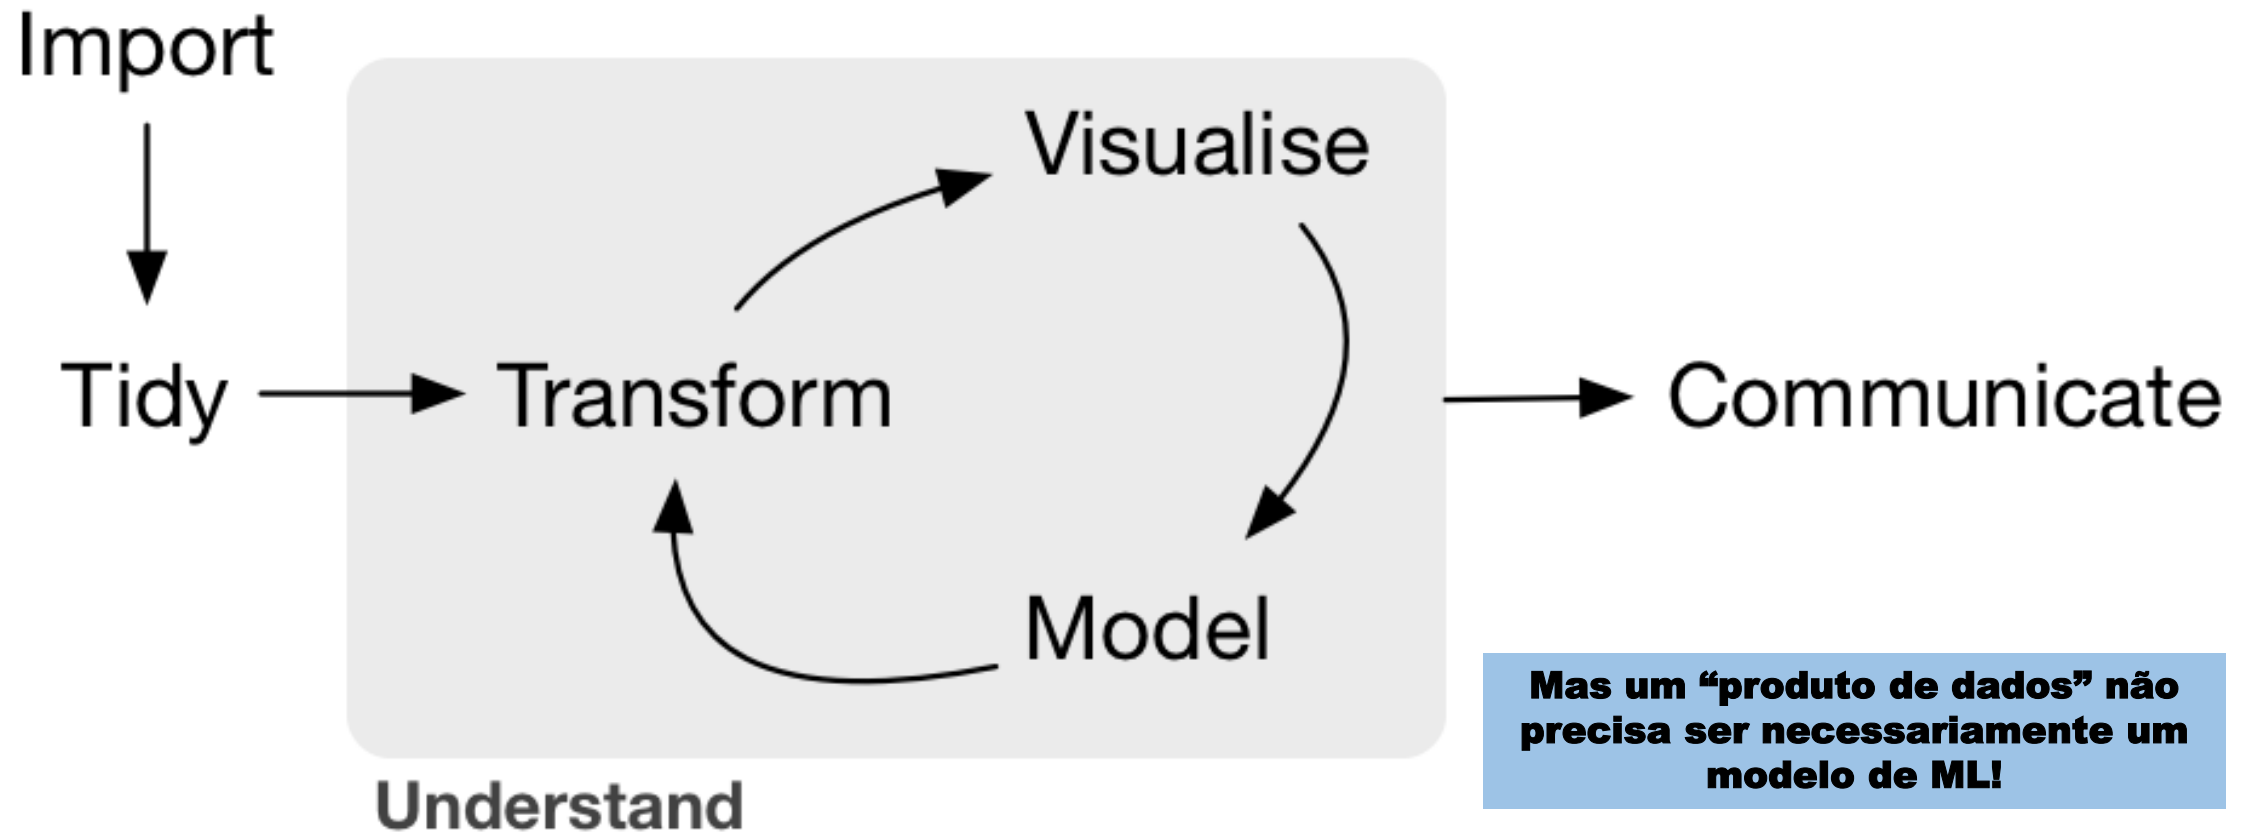 Import
Tidy
Transform
Visualise
Model
Understand
Communicate
Mas um “produto de dados” não
precisa ser necessariamente um
modelo de ML!